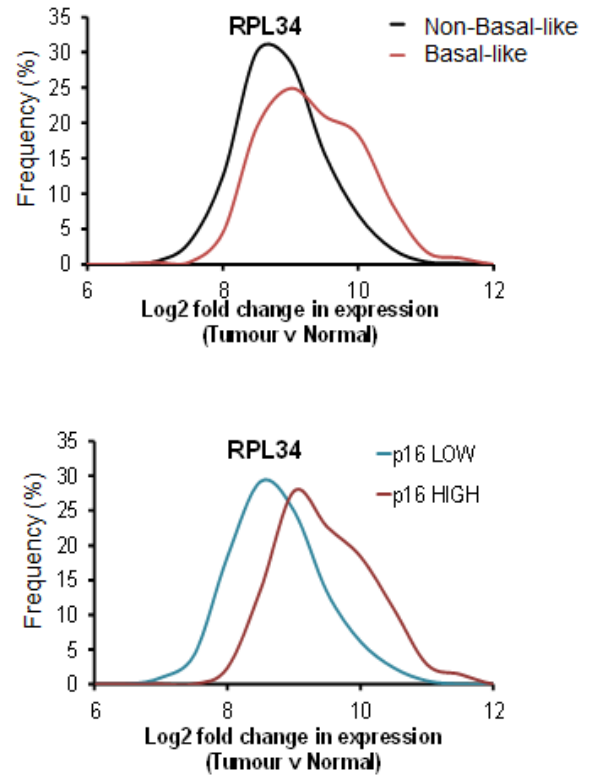 RPL34
Non-Basal-like
Basal-like
Frequency (%)
35
30
25
20
15
10
5
0
6 8 10 12
Log2 fold change in expression
(Tumour v Normal)
RPL34
p16 LOW
p16 HIGH
Frequency (%)
35
30
25
20
15
10
5
0
6 8 10 12
Log2 fold change in expression
(Tumour v Normal)